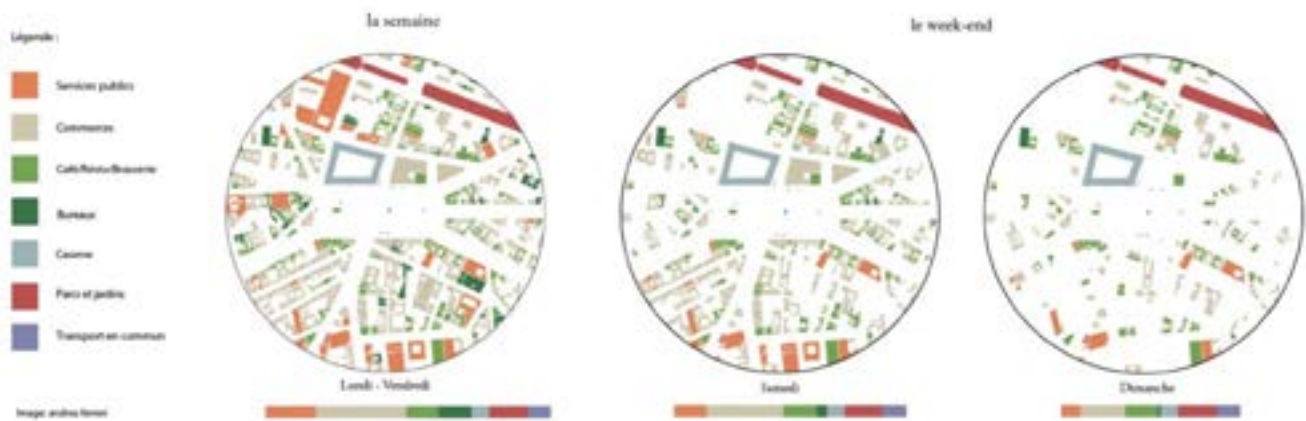 la semaine
le week-end
Légende :
Services publics
Commerces
Café/Resto/Brasserie
Bureaux
Caserne
Parcs et jardins
Transport en commun
Lundi - Vendredi
Samedi
Dimanche
Image: andrea